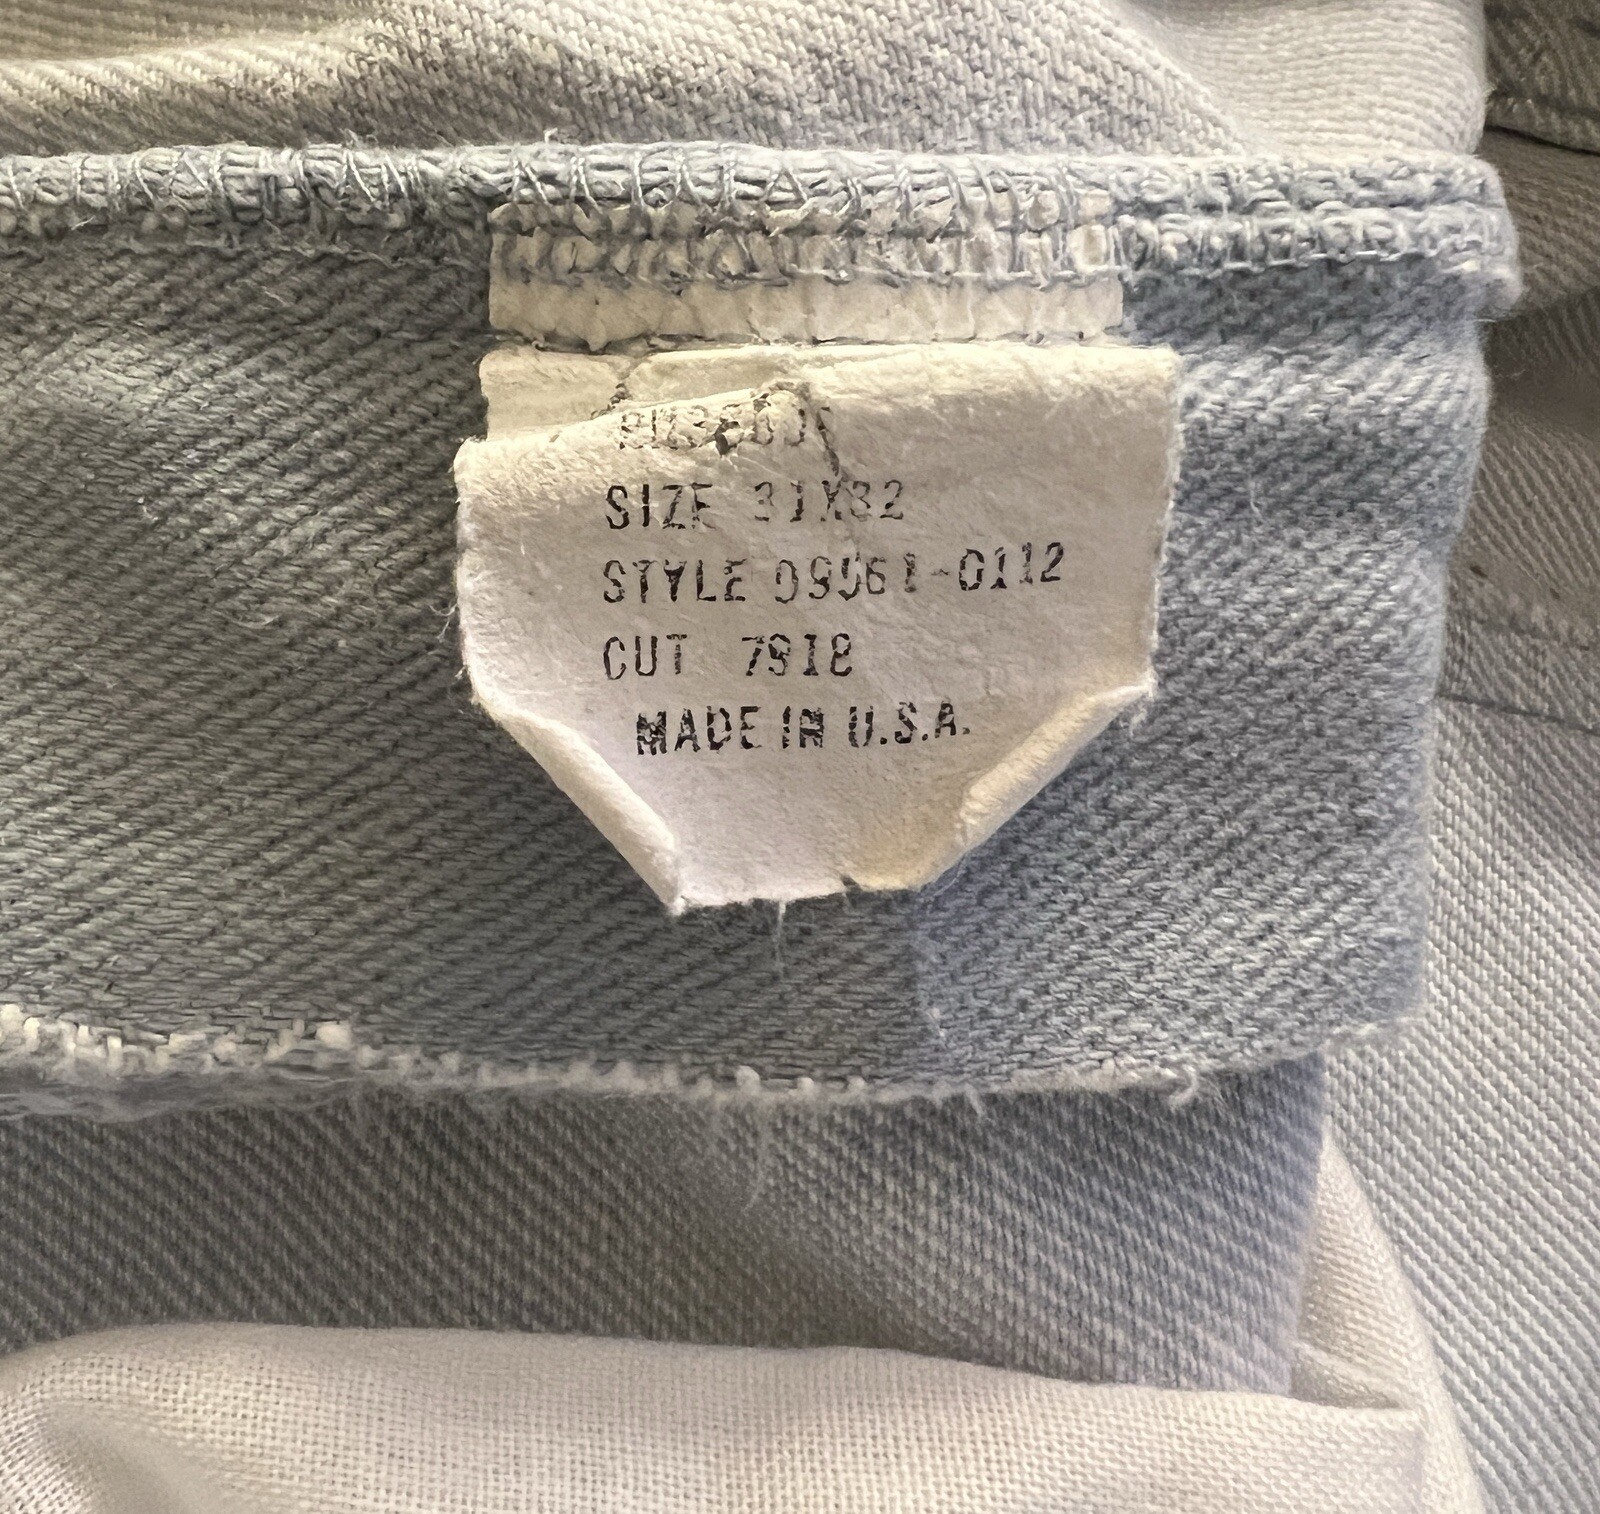 SIZE 31X32
STYLE 09561-0112
CUT 7918
MADE IN U.S.A.